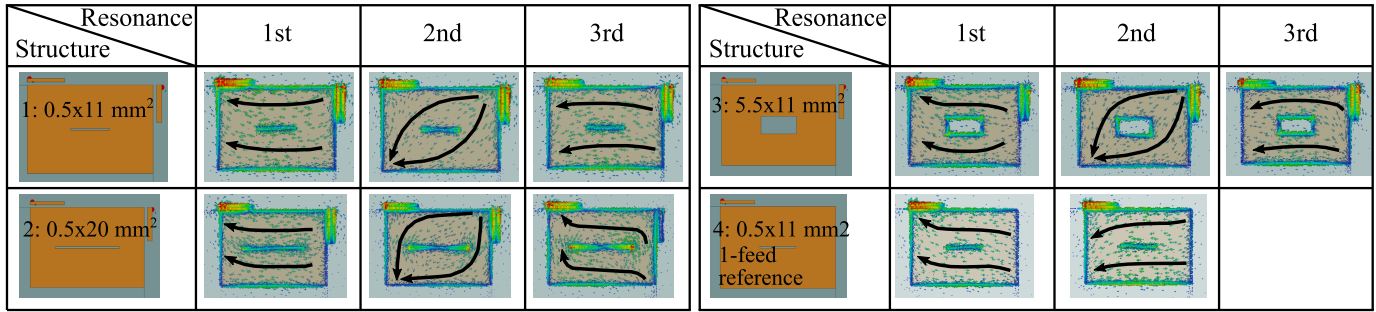 Resonance
Structure
1st
2nd
3rd
1: 0.5x11 mm²
2: 0.5x20 mm²
Resonance
Structure
1st
2nd
3rd
3: 5.5x11 mm²
4: 0.5x11 mm2
1-feed
reference